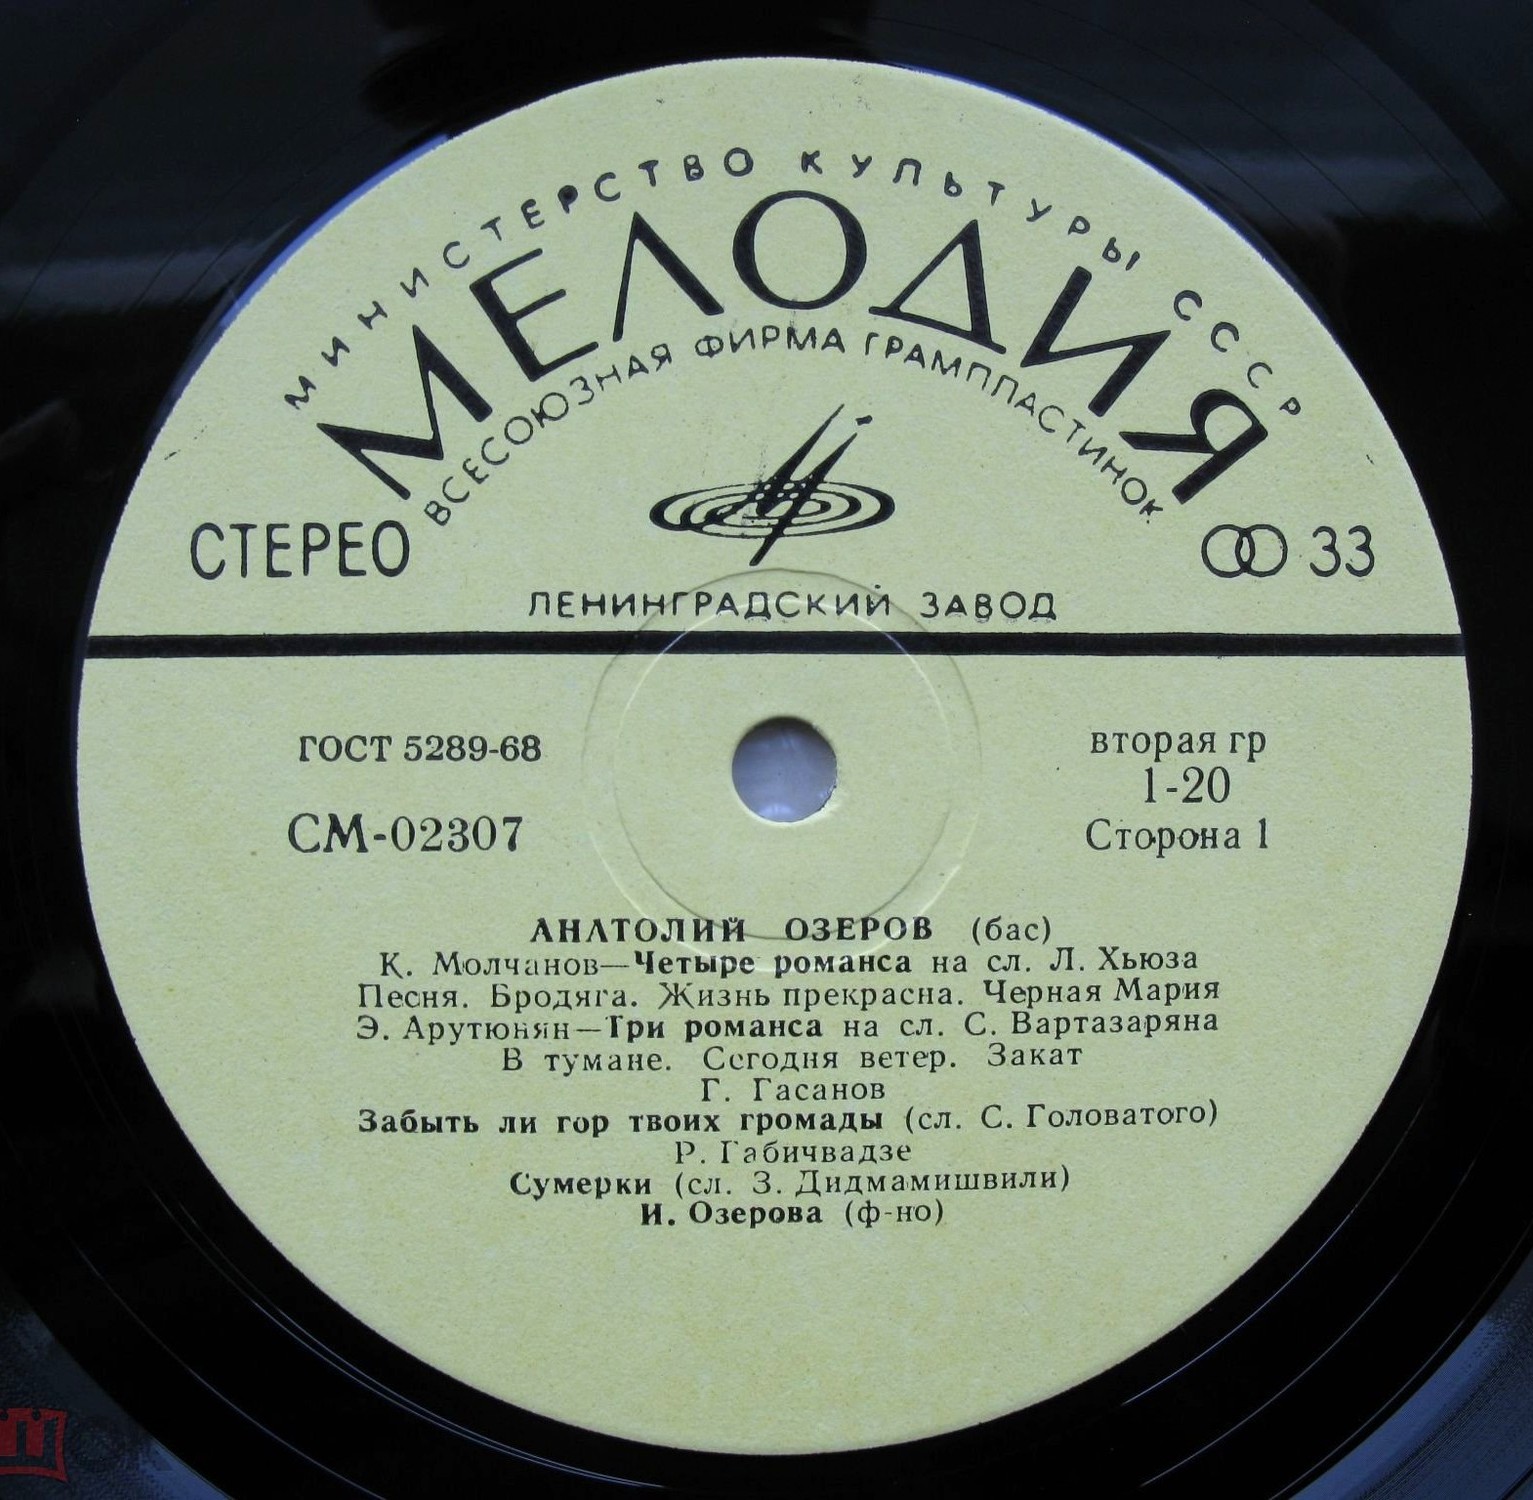 МИНИСТЕРСТВО КУЛЬТУРЫ СССР
МЕЛОДИЯ
ВСЕСОЮЗНАЯ ФИРМА ГРАМПЛАСТИНОК
СТЕРЕО
33
ЛЕНИНГРАДСКИЙ ЗАВОД
ГОСТ 5289-68
вторая гр
1-20
СМ-02307
Сторона 1
АНАТОЛИЙ ОЗЕРОВ (бас)
К. Молчанов—Четыре романса на сл. Л. Хьюза
Песня. Бродяга. Жизнь прекрасна. Черная Мария
Э. Арутюнян—Три романса на сл. С. Вартазаряна
В тумане. Сегодня ветер. Закат
Г. Гасанов
Забыть ли гор твоих громады (сл. С. Головатого)
Р. Габичвадзе
Сумерки (сл. З. Дидмамишвили)
И. Озерова (ф-но)